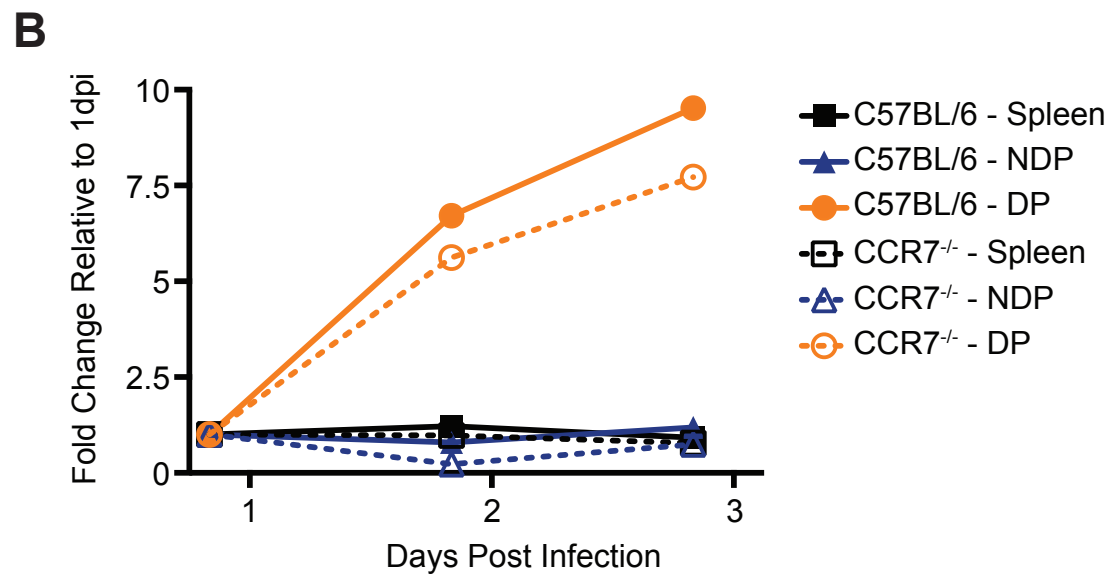 B
Fold Change Relative to 1dpi
10
7.5
5
2.5
0
1
2
3
Days Post Infection
C57BL/6 - Spleen
C57BL/6 - NDP
C57BL/6 - DP
CCR7-/- - Spleen
CCR7-/- - NDP
CCR7-/- - DP